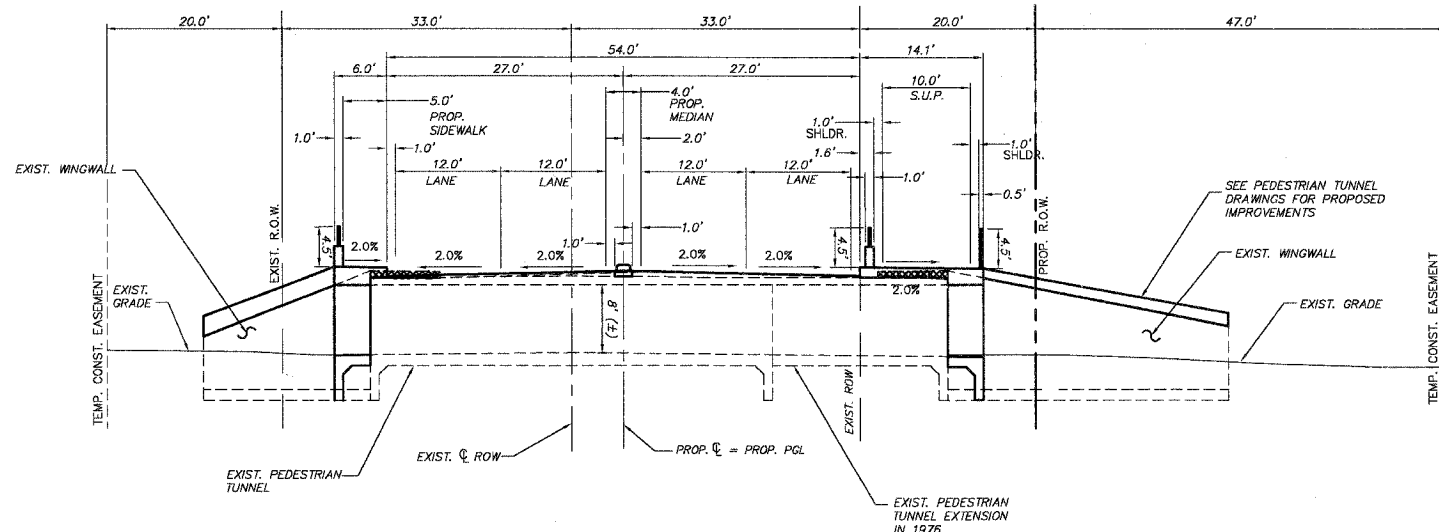 20.0' 33.0' 33.0' 20.0' 47.0'
54.0' 14.1'
6.0' 27.0' 27.0' 10.0'
S.U.P.
5.0'
PROP.
SIDEWALK
4.0'
PROP.
MEDIAN
1.0'
SHLDR.
1.0' 2.0' 1.6' 1.0'
SHLDR.
1.0' 1.0' 0.5'
12.0'
LANE
12.0'
LANE
12.0'
LANE
12.0'
LANE
EXIST. WINGWALL
SEE PEDESTRIAN TUNNEL
DRAWINGS FOR PROPOSED
IMPROVEMENTS
EXIST. WINGWALL
EXIST. GRADE
EXIST.
GRADE
TEMP. CONST. EASEMENT
EXIST. R.O.W.
4.5'
2.0%
2.0%
2.0%
1.0'
1.0'
2.0%
2.0%
4.5'
2.0%
4.5'
PROP. R.O.W.
TEMP. CONST. EASEMENT
8' (±)
EXIST. ROW
EXIST. ℄ ROW
PROP. ℄ = PROP. PGL
EXIST. PEDESTRIAN
TUNNEL
EXIST. PEDESTRIAN
TUNNEL EXTENSION
IN 1976